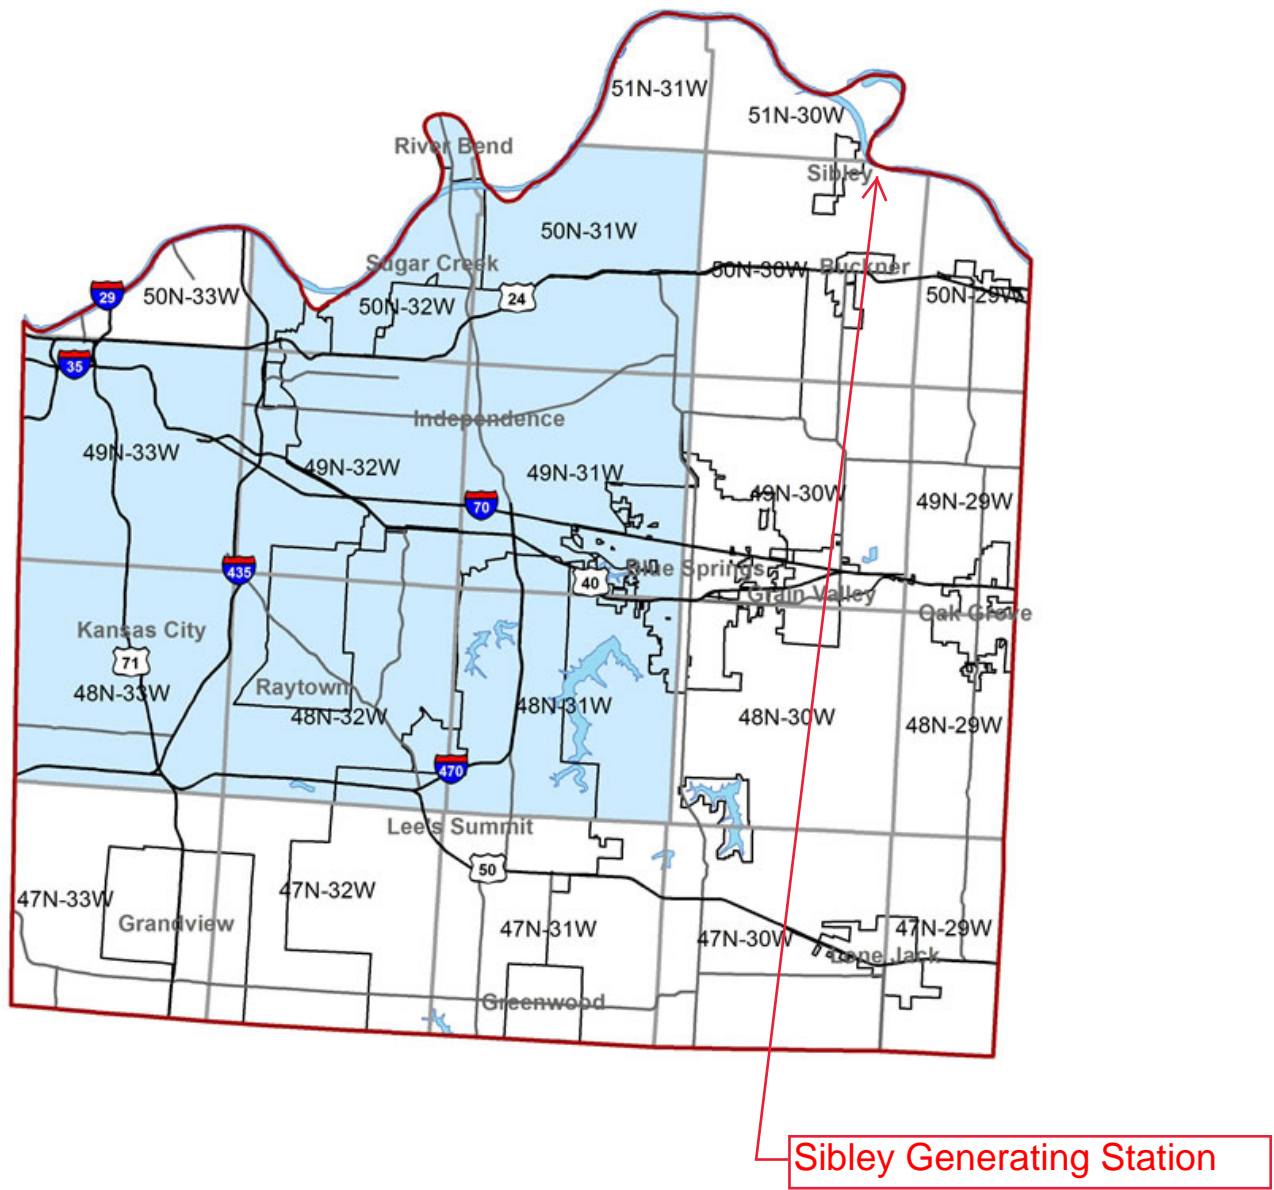 51N-31W
51N-30W
River Bend
Sibley
50N-31W
Sugar Creek
50N-30W
Buckner
29
50N-33W
50N-32W
24
50N-29W
35
Independence
49N-33W
49N-32W
49N-31W
49N-30W
49N-29W
70
435
40
Blue Springs
Grain Valley
Oak Grove
Kansas City
71
48N-33W
Raytown
48N-32W
48N-31W
48N-30W
48N-29W
470
Lee's Summit
50
47N-33W
47N-32W
Grandview
47N-31W
47N-30W
47N-29W
Lone Jack
Greenwood
Sibley Generating Station